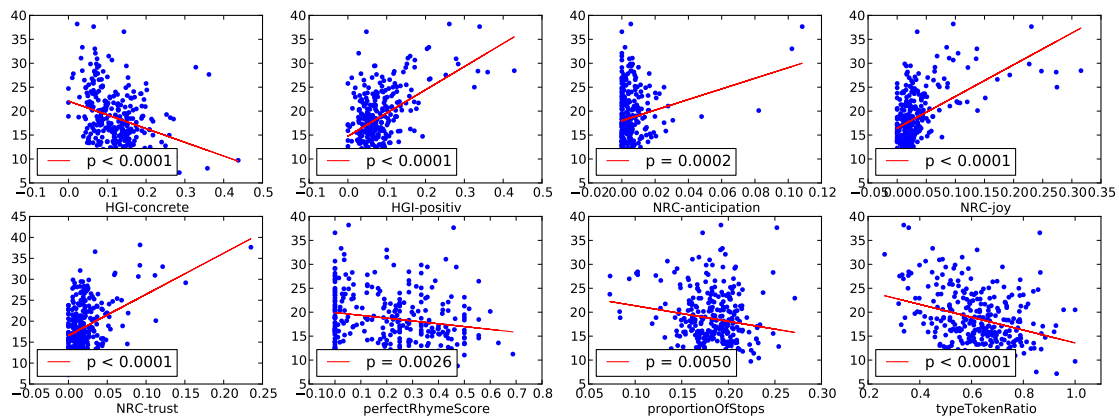 40
35
30
25
20
15
10
5
p < 0.0001
−0.1 0.0 0.1 0.2 0.3 0.4 0.5
HGI-concrete
40
35
30
25
20
15
10
5
p < 0.0001
−0.1 0.0 0.1 0.2 0.3 0.4 0.5
HGI-positiv
40
35
30
25
20
15
10
5
p = 0.0002
−0.02 0.00 0.02 0.04 0.06 0.08 0.10 0.12
NRC-anticipation
40
35
30
25
20
15
10
5
p < 0.0001
−0.05 0.00 0.05 0.10 0.15 0.20 0.25 0.30 0.35
NRC-joy
45
40
35
30
25
20
15
10
5
p < 0.0001
−0.05 0.00 0.05 0.10 0.15 0.20 0.25
NRC-trust
40
35
30
25
20
15
10
5
p = 0.0026
−0.1 0.0 0.1 0.2 0.3 0.4 0.5 0.6 0.7 0.8
perfectRhymeScore
40
35
30
25
20
15
10
5
p = 0.0050
0.05 0.10 0.15 0.20 0.25 0.30
proportionOfStops
40
35
30
25
20
15
10
5
p < 0.0001
0.2 0.4 0.6 0.8 1.0
typeTokenRatio